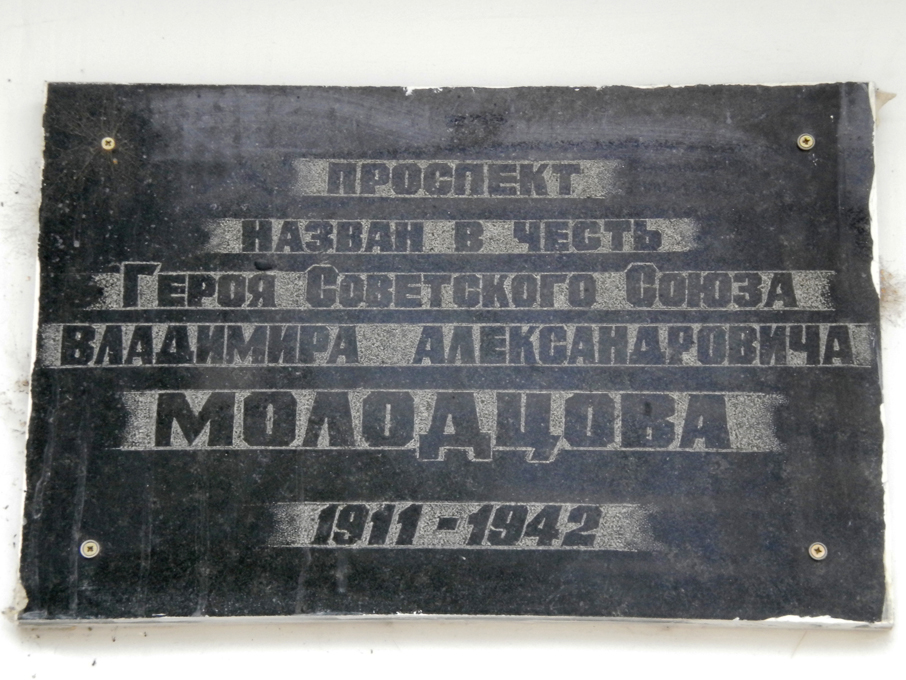 ПРОСПЕКТ
НАЗВАН В ЧЕСТЬ
ГЕРОЯ СОВЕТСКОГО СОЮЗА
ВЛАДИМИРА АЛЕКСАНДРОВИЧА
МОЛОДЦОВА
1911-1942